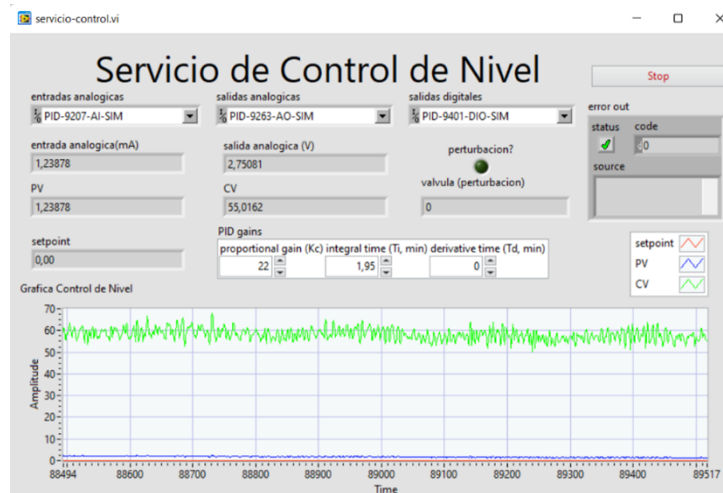 servicio-control.vi
Servicio de Control de Nivel
Stop
entradas analogicas
salidas analogicas
salidas digitales
PID-9207-AI-SIM
PID-9263-AO-SIM
PID-9401-DIO-SIM
error out
status
code
0
source
entrada analogica(mA)
1,23878
salida analogica (V)
2,75081
perturbacion?
PV
1,23878
CV
55,0162
valvula (perturbacion)
0
setpoint
0,00
PID gains
proportional gain (Kc) integral time (Ti, min) derivative time (Td, min)
22
1,95
0
setpoint
PV
CV
Grafica Control de Nivel
Amplitude
70
60
50
40
30
20
10
0
88494 88600 88700 88800 88900 89000 89100 89200 89300 89400 89517
Time